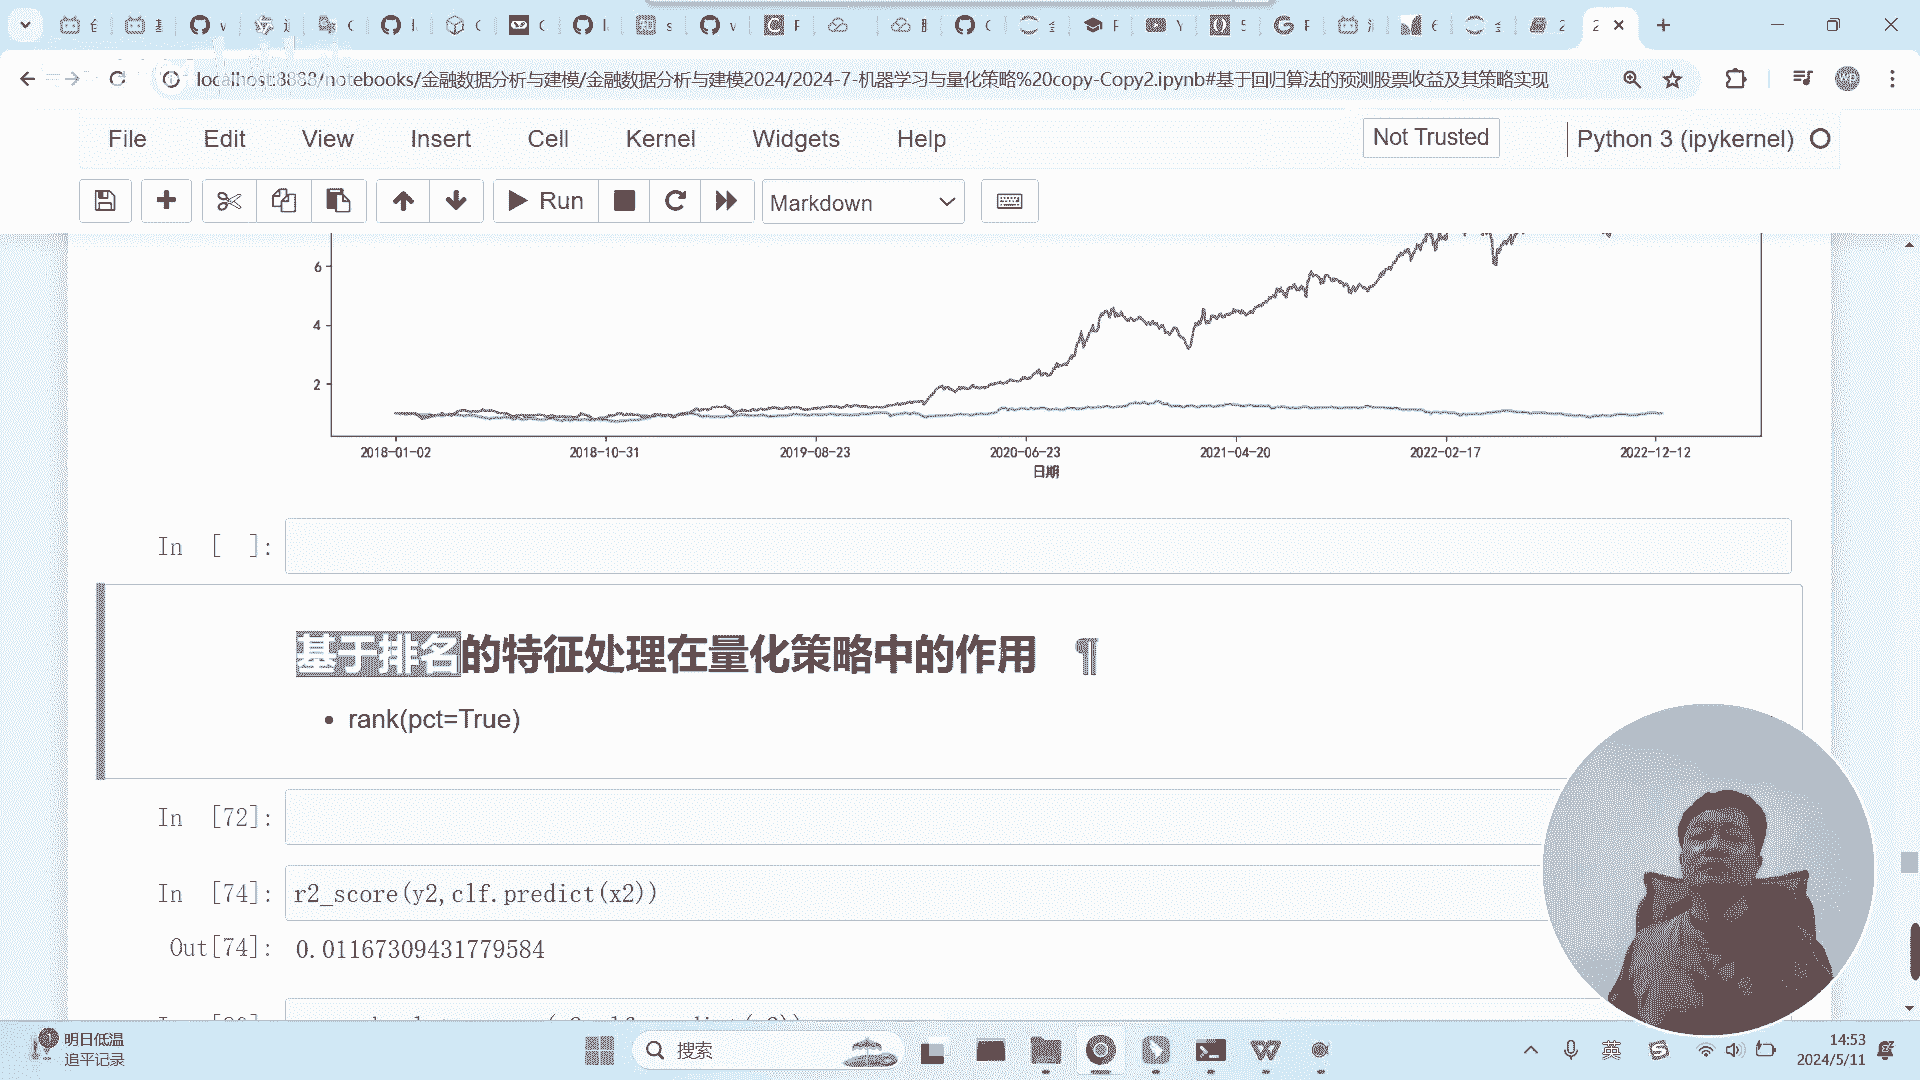 localhost:8888/notebooks/金融数据分析与建模/金融数据分析与建模2024/2024-7-机器学习与量化策略%20copy-Copy2.ipynb#基于回归算法的预测股票收益及其策略实现
File Edit View Insert Cell Kernel Widgets Help Not Trusted Python 3 (ipykernel)
Run Markdown
6
4
2
2018-01-02 2018-10-31 2019-08-23 2020-06-23 2021-04-20 2022-02-17 2022-12-12
日期
In [ ]:
基于排名的特征处理在量化策略中的作用 ¶
• rank(pct=True)
In [72]:
In [74]: r2_score(y2,clf.predict(x2))
Out[74]: 0.01167309431779584
明日低温
追平记录
搜索
英
14:53
2024/5/11